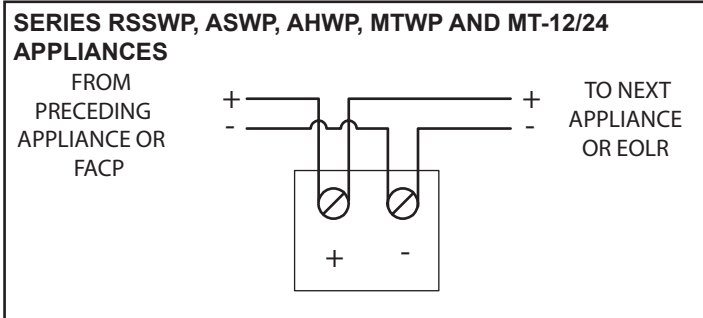 SERIES RSSWP, ASWP, AHWP, MTWP AND MT-12/24
APPLIANCES
FROM
PRECEDING
APPLIANCE OR
FACP
+
-
+
-
TO NEXT
APPLIANCE
OR EOLR
+
-